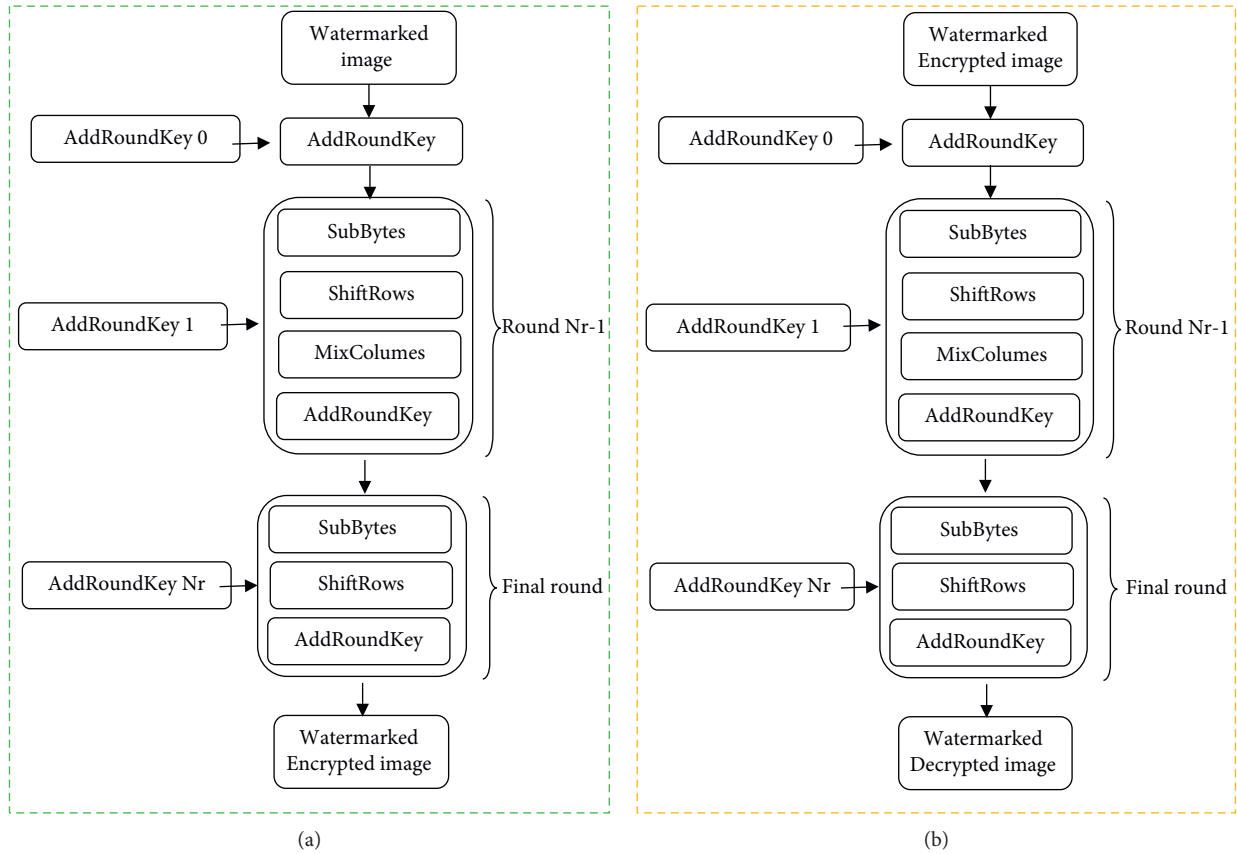 Watermarked
image
AddRoundKey 0
AddRoundKey
SubBytes
ShiftRows
AddRoundKey 1
MixColumes
AddRoundKey
Round Nr-1
SubBytes
AddRoundKey Nr
ShiftRows
AddRoundKey
Final round
Watermarked
Encrypted image
(a)
Watermarked
Encrypted image
AddRoundKey 0
AddRoundKey
SubBytes
ShiftRows
AddRoundKey 1
MixColumes
AddRoundKey
Round Nr-1
SubBytes
AddRoundKey Nr
ShiftRows
AddRoundKey
Final round
Watermarked
Decrypted image
(b)